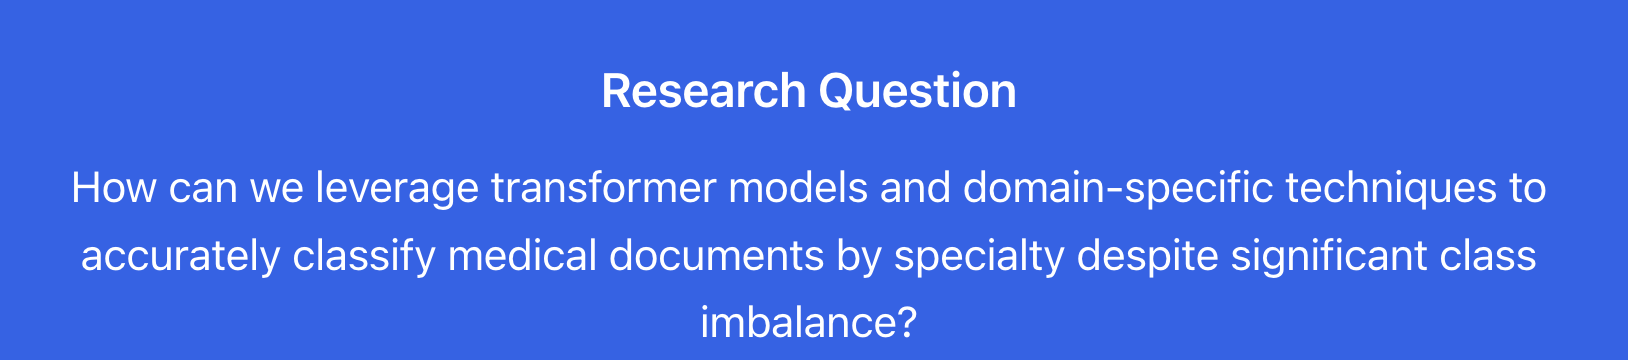 Research Question
How can we leverage transformer models and domain-specific techniques to
accurately classify medical documents by specialty despite significant class
imbalance?